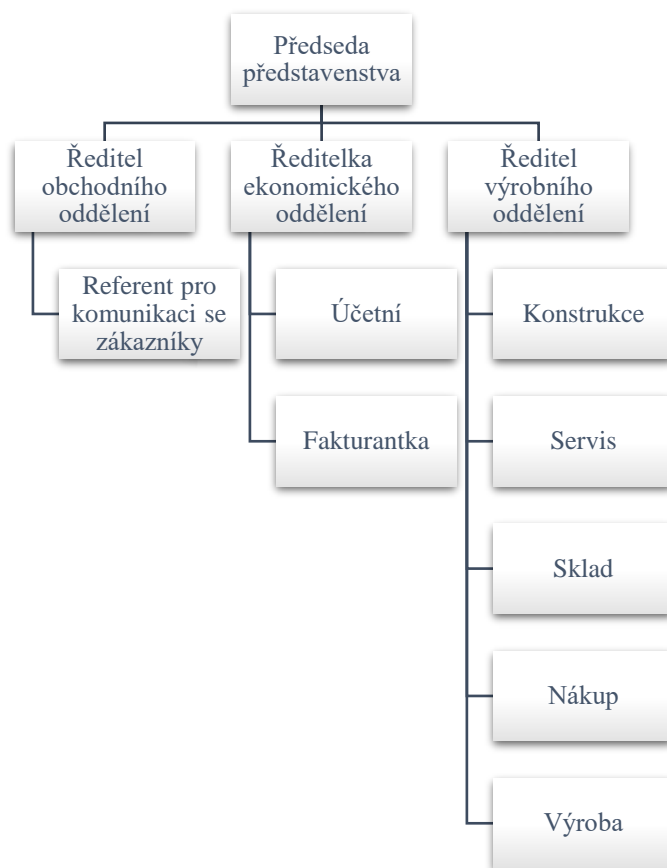 Předseda
představenstva
Ředitel
obchodního
oddělení
Ředitelka
ekonomického
oddělení
Ředitel
výrobního
oddělení
Referent pro
komunikaci se
zákazníky
Účetní
Fakturantka
Konstrukce
Servis
Sklad
Nákup
Výroba